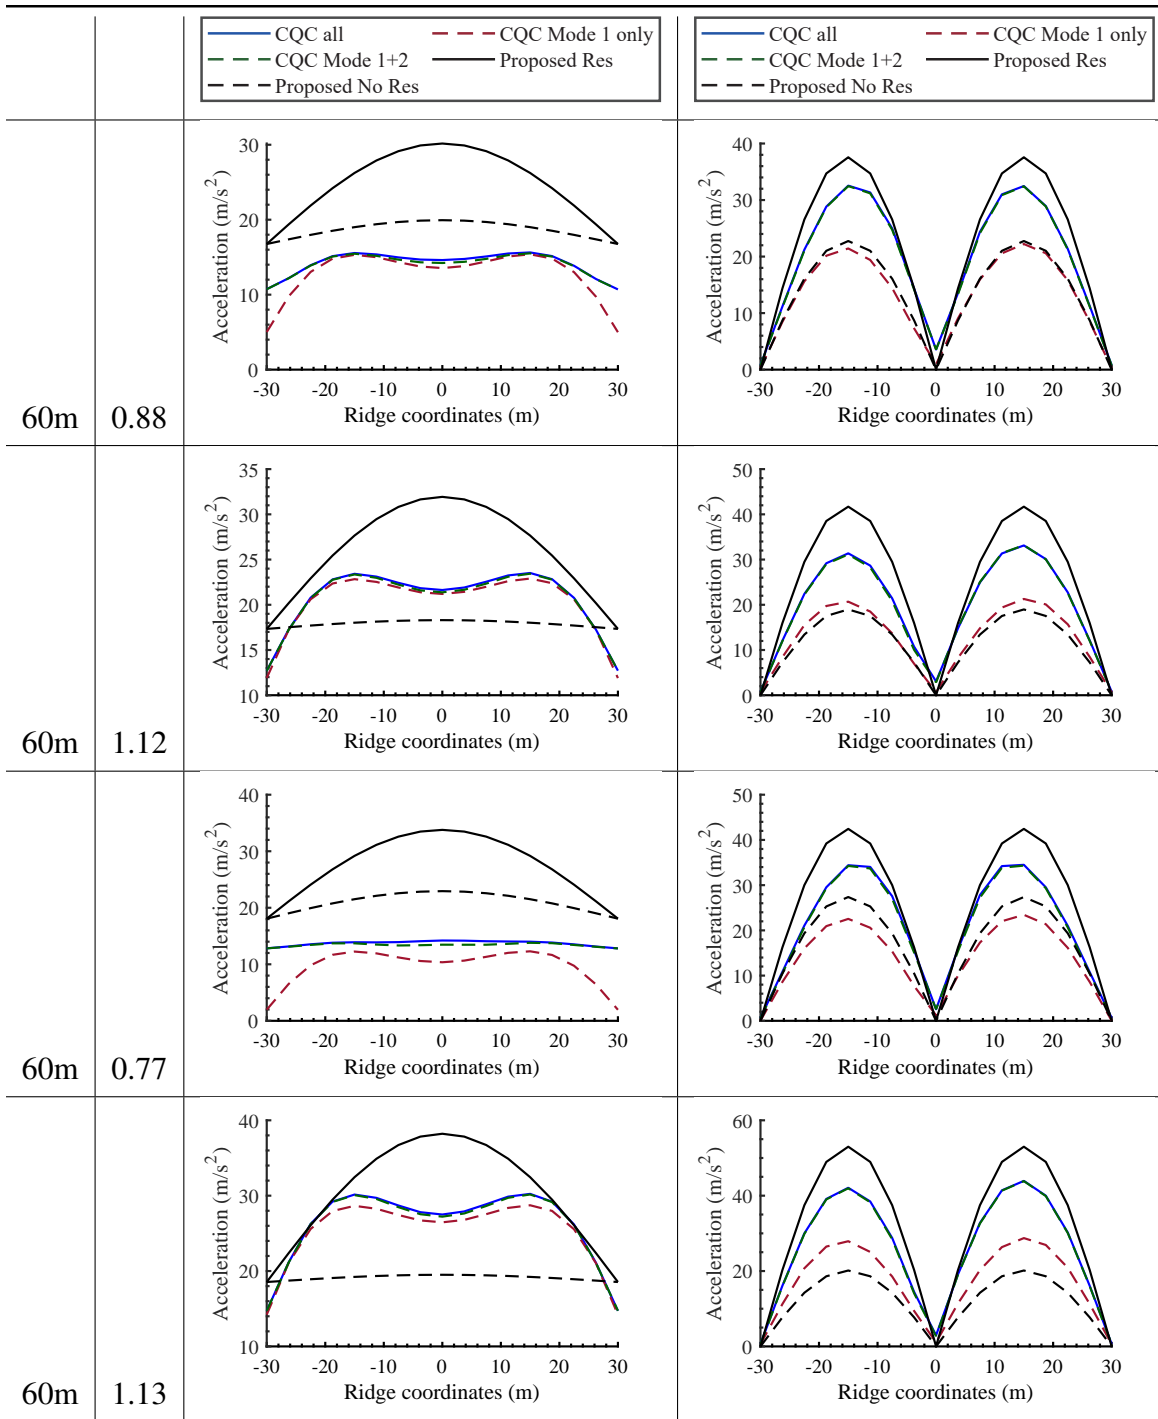 CQC all
CQC Mode 1 only
CQC Mode 1+2
Proposed Res
Proposed No Res
CQC all
CQC Mode 1 only
CQC Mode 1+2
Proposed Res
Proposed No Res
60m 0.88
Acceleration (m/s²)
30
20
10
0
-30 -20 -10 0 10 20 30
Ridge coordinates (m)
Acceleration (m/s²)
40
30
20
10
0
-30 -20 -10 0 10 20 30
Ridge coordinates (m)
60m 1.12
Acceleration (m/s²)
35
30
25
20
15
10
-30 -20 -10 0 10 20 30
Ridge coordinates (m)
Acceleration (m/s²)
50
40
30
20
10
0
-30 -20 -10 0 10 20 30
Ridge coordinates (m)
60m 0.77
Acceleration (m/s²)
40
30
20
10
0
-30 -20 -10 0 10 20 30
Ridge coordinates (m)
Acceleration (m/s²)
50
40
30
20
10
0
-30 -20 -10 0 10 20 30
Ridge coordinates (m)
60m 1.13
Acceleration (m/s²)
40
30
20
10
-30 -20 -10 0 10 20 30
Ridge coordinates (m)
Acceleration (m/s²)
60
40
20
0
-30 -20 -10 0 10 20 30
Ridge coordinates (m)